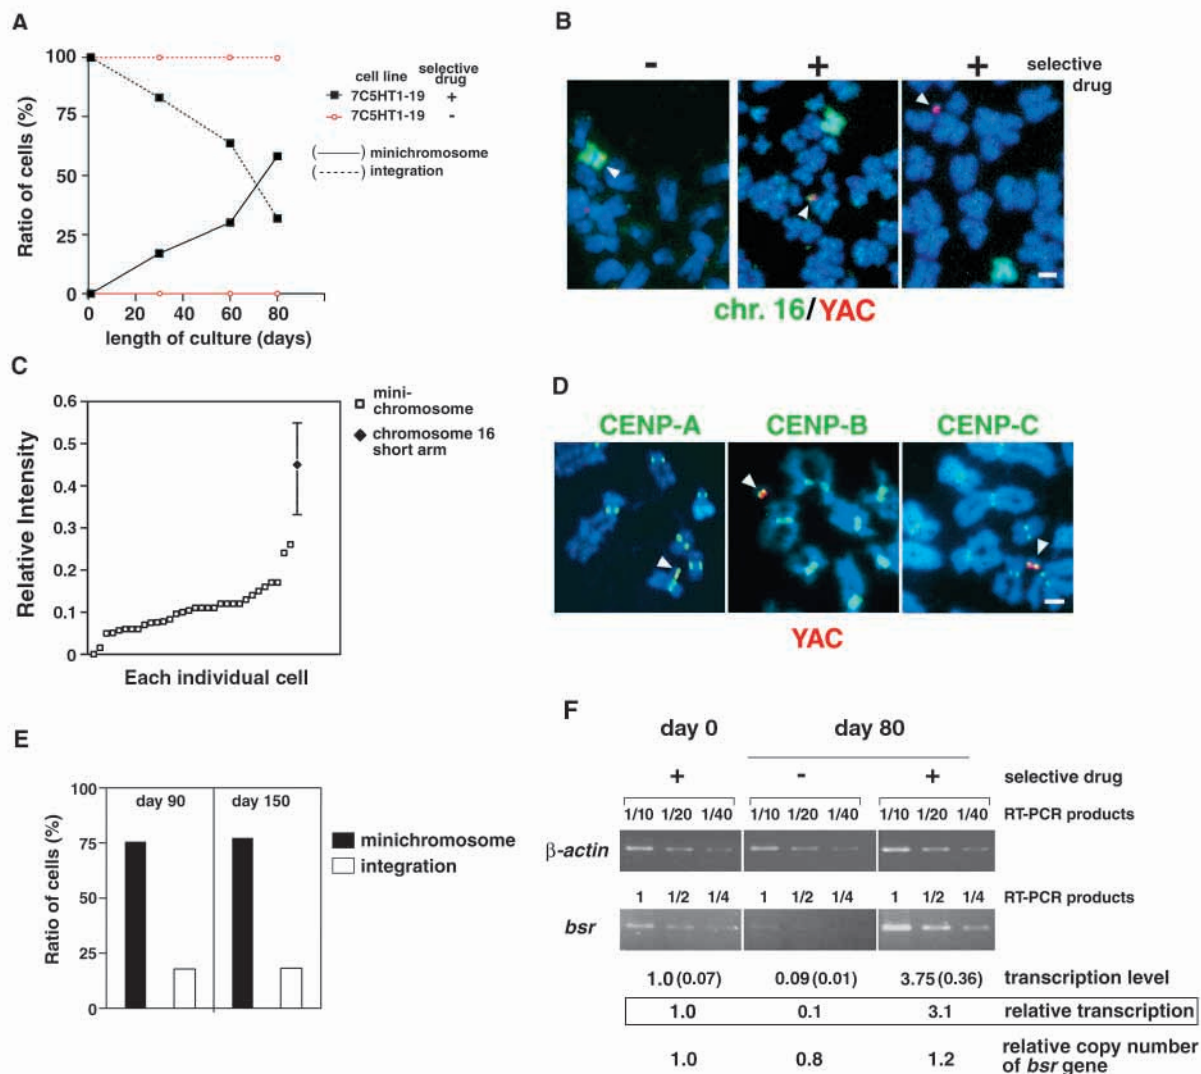 A
100
75
50
25
0
Ratio of cells (%)
0 20 40 60 80
length of culture (days)
cell line selective drug
7C5HT1-19 +
7C5HT1-19 -
(—) minichromosome
(-----) integration
B
- + + selective drug
chr. 16/YAC
C
0.6
0.5
0.4
0.3
0.2
0.1
0
Relative Intensity
Each individual cell
mini-
chromosome
chromosome 16
short arm
D
CENP-A CENP-B CENP-C
YAC
E
100
75
50
25
0
Ratio of cells (%)
day 90 day 150
minichromosome
integration
F
day 0 day 80
+ - + selective drug
1/10 1/20 1/40 1/10 1/20 1/40 1/10 1/20 1/40 RT-PCR products
β-actin
1 1/2 1/4 1 1/2 1/4 1 1/2 1/4 RT-PCR products
bsr
1.0(0.07) 0.09(0.01) 3.75(0.36) transcription level
1.0 0.1 3.1 relative transcription
1.0 0.8 1.2 relative copy number
of bsr gene